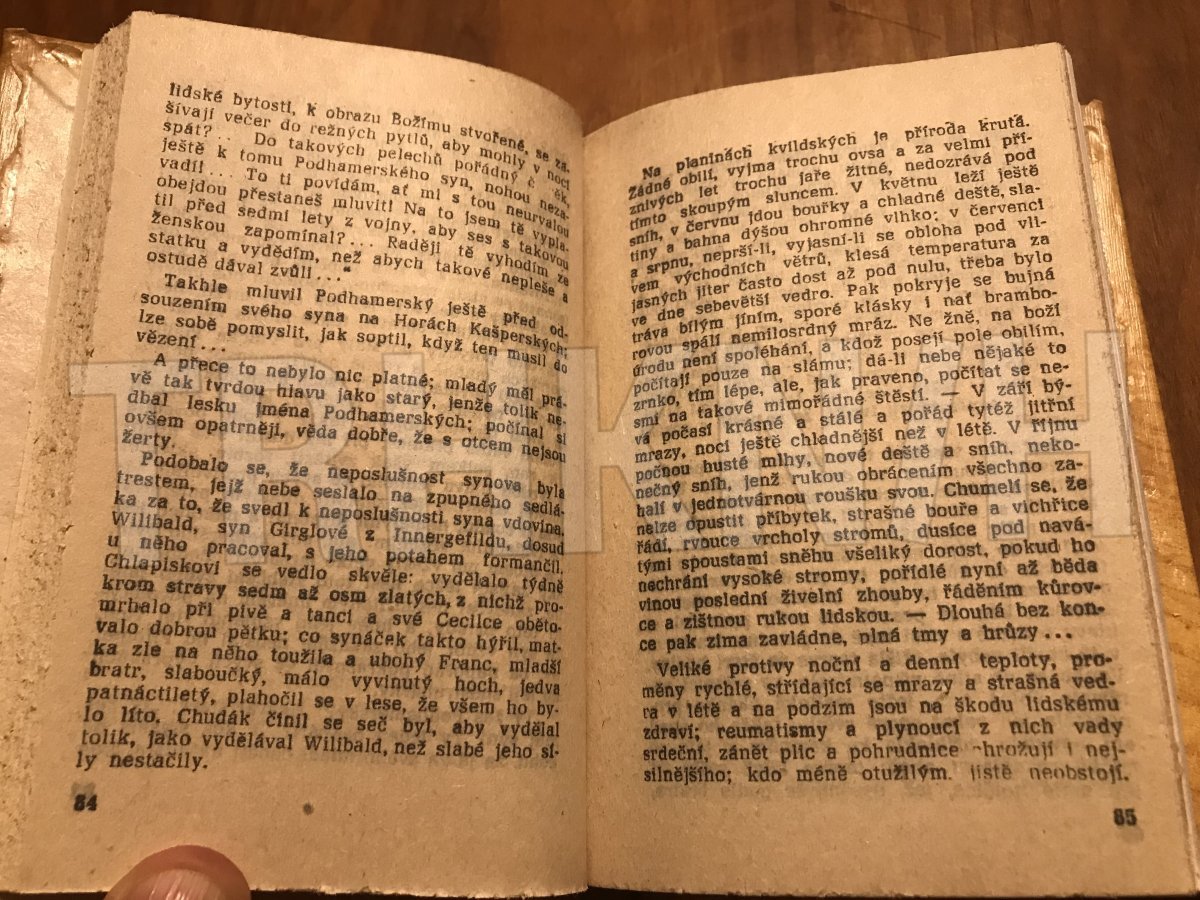 lidské bytosti, k obrazu Božímu stvořené, se za-
šívají večer do režných pytlů, aby mohly v noci
spát?... Do takových pelechů pořádný č ěk,
ještě k tomu Podhamerského syn, nohou neza-
vadí!... To ti povídám, ať mi s tou neurvalou
obejdou přestaneš mluvit! Na to jsem tě vypla-
til před sedmi lety z vojny, aby ses s takovou
ženskou zapomínal?... Raději tě vyhodím ze
statku a vydědím, než abych takové nepleše a
ostudě dával zvůli..."
Takhle mluvil Podhamerský ještě před od-
souzením svého syna na Horách Kašperských;
lze sobě pomyslit, jak soptil, když ten musil do
vězení...
A přece to nebylo nic platné; mladý měl prá-
vě tak tvrdou hlavu jako starý, jenže tolik ne-
dbal lesku jména Podhamerských; počínal si
ovšem opatrněji, věda dobře, že s otcem nejsou
žerty.
Podobalo se, že neposlušnost synova byla
trestem, jejž nebe seslalo na zpupného sedlá-
ka za to, že svedl k neposlušnosti syna vdovina.
Wilibald, syn Girglové z Innergefildu, dosud
u něho pracoval, s jeho potahem formančil.
Chlapiskovi se vedlo skvěle: vydělalo týdně
krom stravy sedm až osm zlatých, z nichž pro-
mrhalo při pivě a tanci a své Cecilce oběto-
valo dobrou pětku; co synáček takto hýřil, mat-
ka zle na něho toužila a ubohý Franc, mladší
bratr, slaboučký, málo vyvinutý hoch, jedva
patnáctiletý, plahočil se v lese, že všem ho by-
lo líto. Chudák činil se seč byl, aby vydělal
tolik, jako vydělával Wilibald, než slabé jeho sí-
ly nestačily.
84
Na planinách kvildských je příroda krutá.
Žádné obilí, vyjma trochu ovsa a za velmi pří-
znivých let trochu jaře žitné, nedozrává pod
tímto skoupým sluncem. V květnu leží ještě
sníh, v červnu jdou bouřky a chladné deště, sla-
tiny a bahna dýšou ohromné vlhko; v červenci
a srpnu, neprší-li, vyjasní-li se obloha pod vli-
vem východních větrů, klesá temperatura za
jasných jiter často dost až pod nulu, třeba bylo
ve dne sebevětší vedro. Pak pokryje se bujná
tráva bílým jíním, sporé klásky i nať brambo-
rovou spálí nemilosrdný mráz. Ne žně, na boží
úrodu není spoléhání, a kdož posejí pole obilím,
počítají pouze na slámu; dá-li nebe nějaké to
zrnko, tím lépe, ale, jak praveno, počítat se ne-
smí na takové mimořádné štěstí. — V září bý-
vá počasí krásné a stálé a pořád tytéž jitřní
mrazy, noci ještě chladnější než v létě. V říjnu
počnou husté mlhy, nové deště a sníh, neko-
nečný sníh, jenž rukou obrácením všechno za-
halí v jednotvárnou roušku svou. Chumelí se, že
nelze opustit příbytek, strašné bouře a vichřice
řádí, rvouce vrcholy stromů, dusíce pod navá-
tými spoustami sněhu všeliký dorost, pokud ho
nechrání vysoké stromy, pořídlé nyní až běda
vinou poslední živelní zhouby, řáděním kůrov-
ce a zištnou rukou lidskou. — Dlouhá bez kon-
ce pak zima zavládne, plná tmy a hrůzy...
Veliké protivy noční a denní teploty, pro-
měny rychlé, střídající se mrazy a strašná ved-
ra v létě a na podzim jsou na škodu lidskému
zdraví; reumatismy a plynoucí z nich vady
srdeční, zánět plic a pohrudnice ohrožují i nej-
silnějšího; kdo méně otužilým, jistě neobstojí.
85